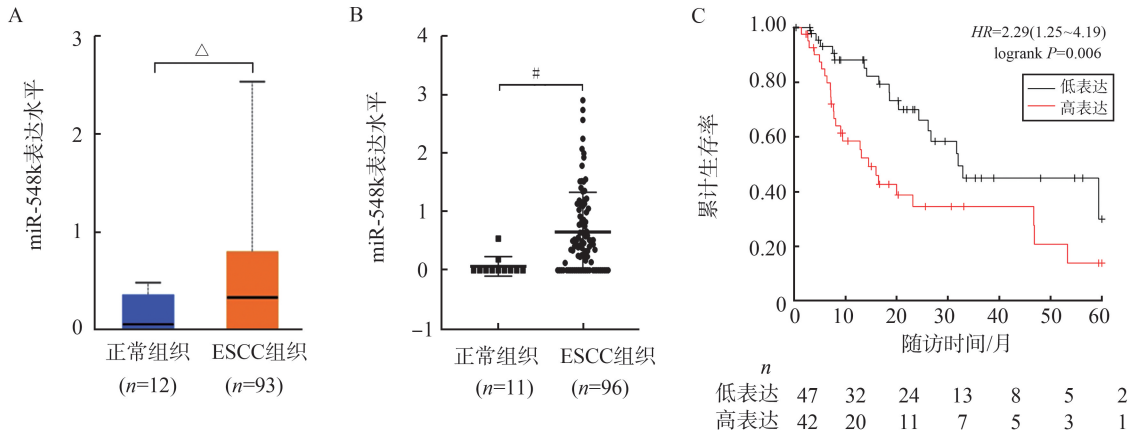 A
miR-548k表达水平
3
2
1
0
△
正常组织
(n=12)
ESCC组织
(n=93)
B
miR-548k表达水平
4
3
2
1
0
−1
#
正常组织
(n=11)
ESCC组织
(n=96)
C
累计生存率
1.00
0.80
0.60
0.40
0.20
0
HR=2.29(1.25~4.19)
logrank P=0.006
低表达
高表达
0 10 20 30 40 50 60
随访时间/月
n
低表达 47 32 24 13 8 5 2
高表达 42 20 11 7 5 3 1